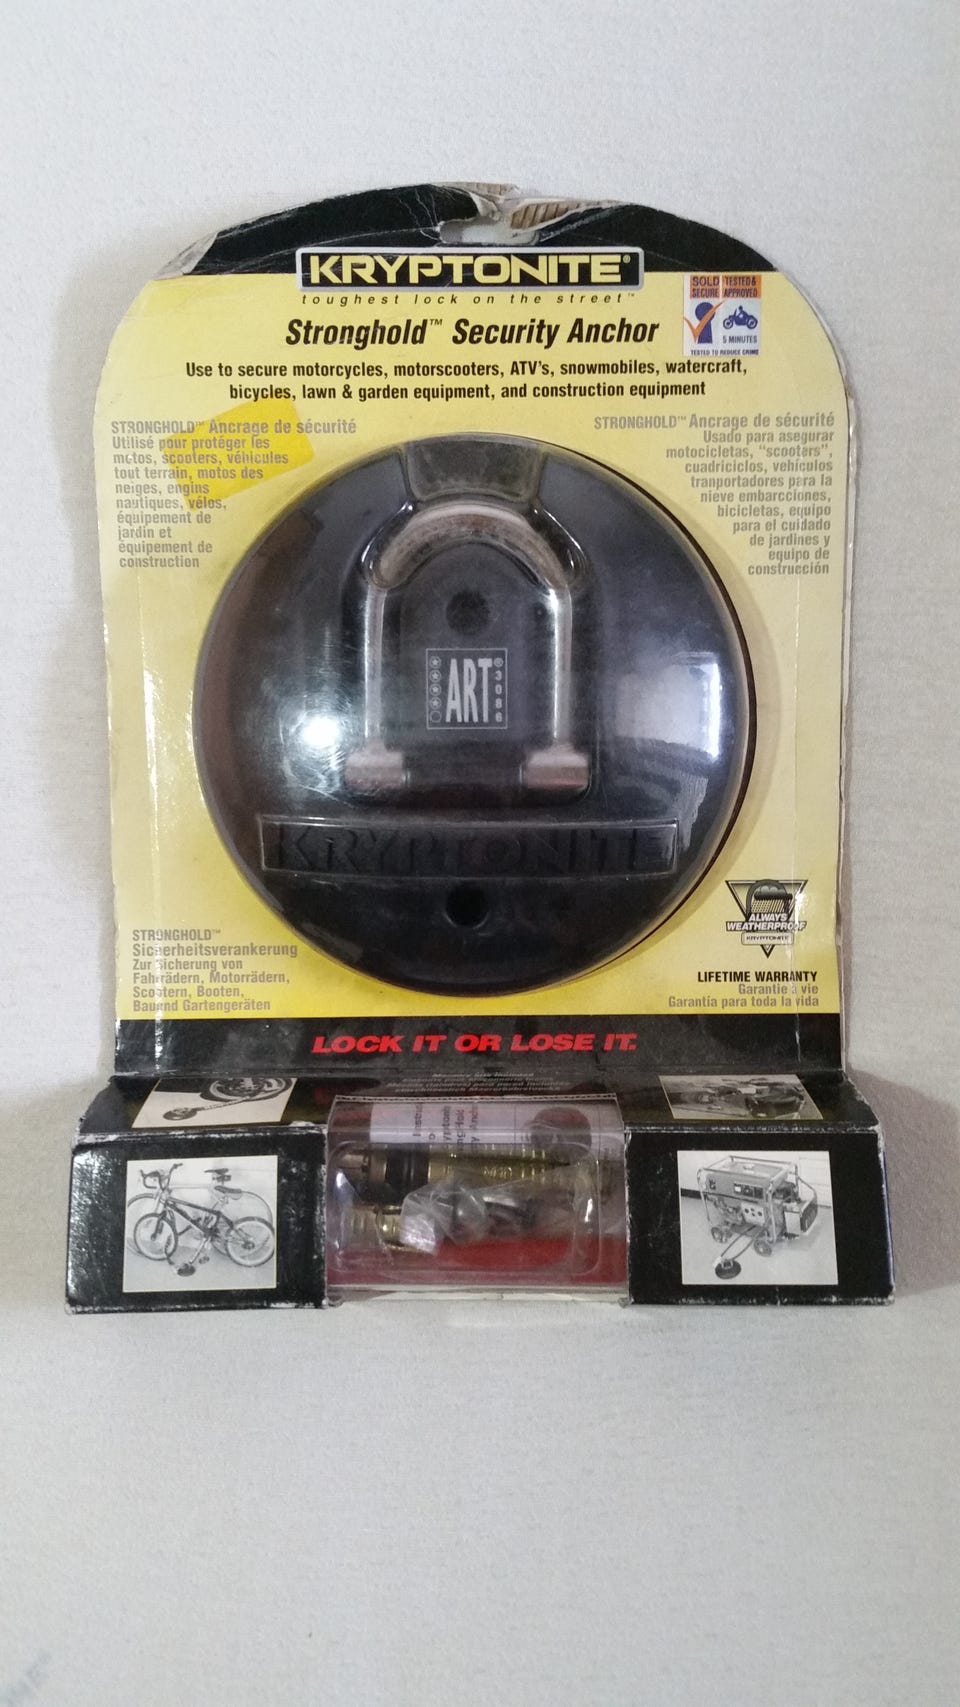 KRYPTONITE®
toughest lock on the street™
Stronghold™ Security Anchor
SOLD SECURE
TESTED & APPROVED
5 MINUTES
TESTED TO REDUCE CRIME
Use to secure motorcycles, motorscooters, ATV's, snowmobiles, watercraft,
bicycles, lawn & garden equipment, and construction equipment
STRONGHOLD™ Ancrage de sécurité
Utilisé pour protéger les
motos, scooters, véhicules
tout terrain, motos des
neiges, engins
nautiques, vélos,
équipement de
jardin et
équipement de
construction
STRONGHOLD™ Ancrage de sécurité
Usado para asegurar
motocicletas, "scooters",
cuadriciclos, vehículos
tranportadores para la
nieve embarcciones,
bicicletas, equipo
para el cuidado
de jardines y
equipo de
construcción
ART®
3086
KRYPTONITE
STRONGHOLD™
Sicherheitsverankerung
Zur Sicherung von
Fahrrädern, Motorrädern,
Scootern, Booten,
Bauund Gartengeräten
ALWAYS
WEATHERPROOF
KRYPTONITE
LIFETIME WARRANTY
Garantie à vie
Garantía para toda la vida
LOCK IT OR LOSE IT.